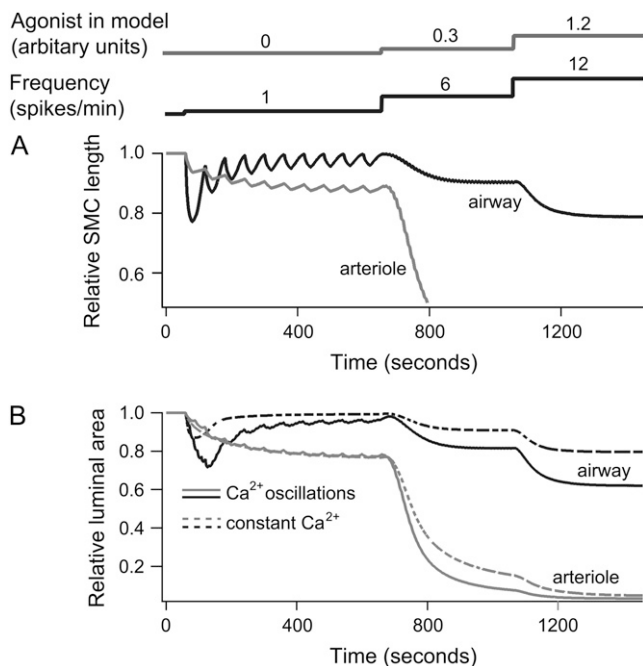 Agonist in model
(arbitary units)
0
0.3
1.2
Frequency
(spikes/min)
1
6
12
A
Relative SMC length
1.0
0.8
0.6
airway
arteriole
0
400
800
1200
Time (seconds)
B
Relative luminal area
1.0
0.8
0.6
0.4
0.2
Ca2+ oscillations
constant Ca2+
airway
arteriole
0
400
800
1200
Time (seconds)